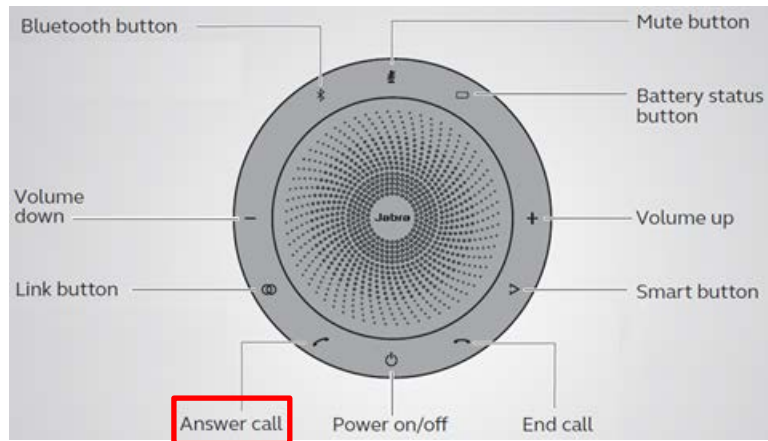 Bluetooth button
Mute button
Battery status
button
Volume
down
Jabra
Volume up
Link button
Smart button
Answer call
Power on/off
End call